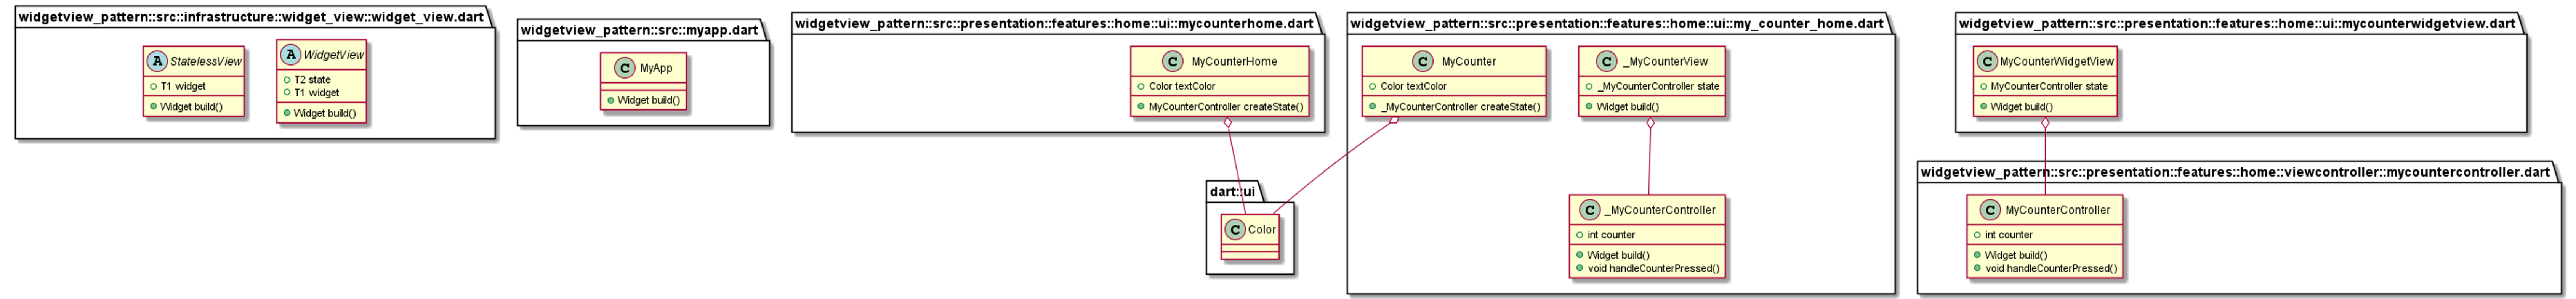 widgetview_pattern::src::infrastructure::widget_view::widget_view.dart
A StatelessView
T1 widget
Widget build()
A WidgetView
T2 state
T1 widget
Widget build()
widgetview_pattern::src::myapp.dart
C MyApp
Widget build()
widgetview_pattern::src::presentation::features::home::ui::mycounterhome.dart
C MyCounterHome
Color textColor
MyCounterController createState()
dart::ui
C Color
widgetview_pattern::src::presentation::features::home::ui::my_counter_home.dart
C MyCounter
Color textColor
_MyCounterController createState()
C _MyCounterView
_MyCounterController state
Widget build()
C _MyCounterController
int counter
Widget build()
void handleCounterPressed()
widgetview_pattern::src::presentation::features::home::ui::mycounterwidgetview.dart
C MyCounterWidgetView
MyCounterController state
Widget build()
widgetview_pattern::src::presentation::features::home::viewcontroller::mycountercontroller.dart
C MyCounterController
int counter
Widget build()
void handleCounterPressed()